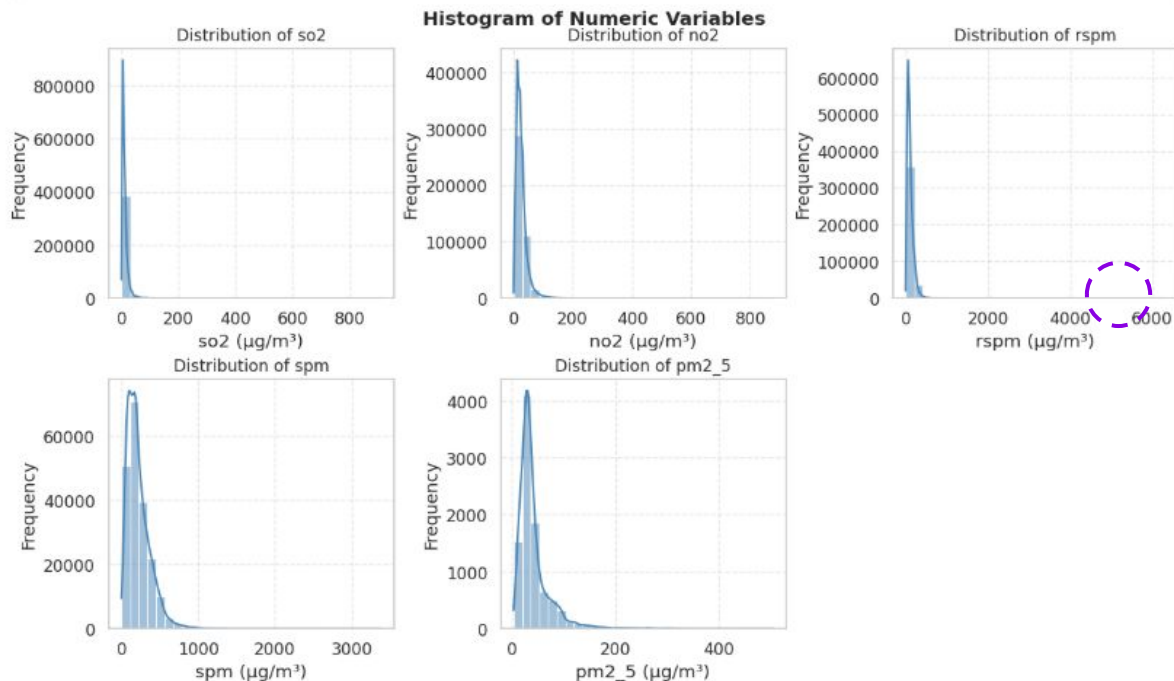 Histogram of Numeric Variables
Distribution of so2
800000
600000
400000
200000
0
Frequency
0 200 400 600 800
so2 (µg/m³)
Distribution of no2
400000
300000
200000
100000
0
Frequency
0 200 400 600 800
no2 (µg/m³)
Distribution of rspm
600000
500000
400000
300000
200000
100000
0
Frequency
0 2000 4000 6000
rspm (µg/m³)
Distribution of spm
60000
40000
20000
0
Frequency
0 1000 2000 3000
spm (µg/m³)
Distribution of pm2_5
4000
3000
2000
1000
0
Frequency
0 200 400
pm2_5 (µg/m³)